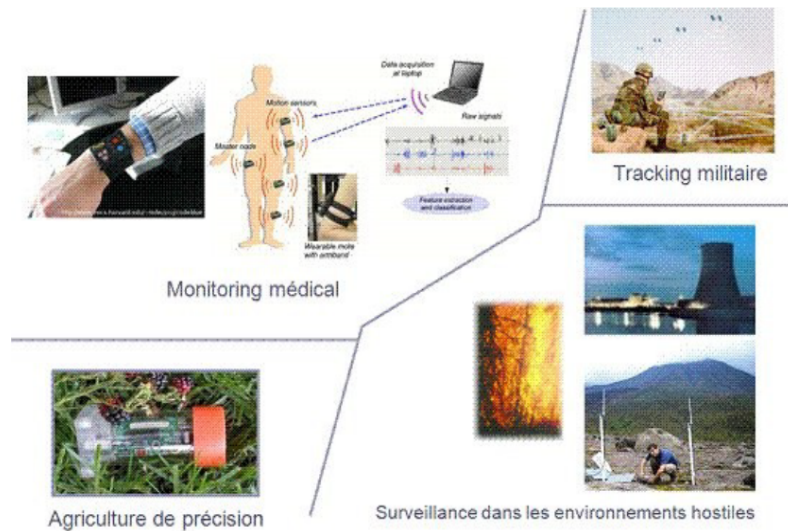 Data acquisition
at laptop
Motion sensors
Raw signals
Master node
Feature extraction
and classification
Wearable mote
with armband
Monitoring médical
Tracking militaire
Agriculture de précision
Surveillance dans les environnements hostiles